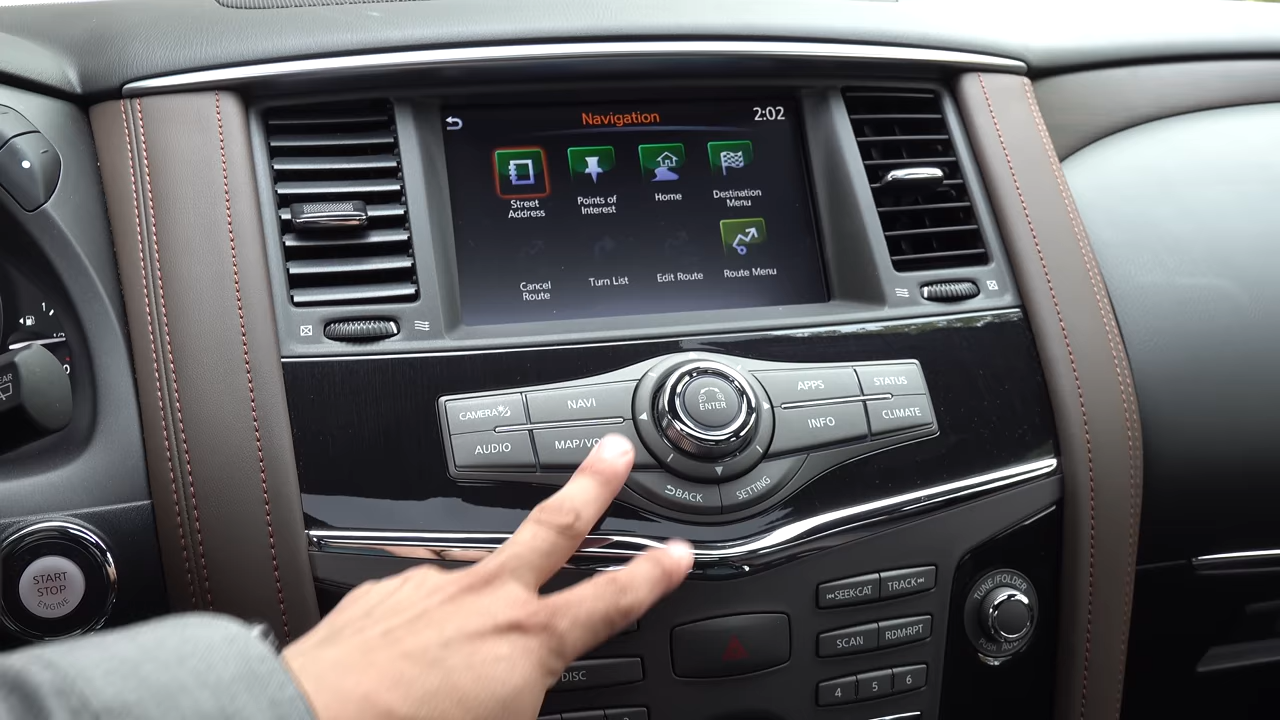 Navigation
2:02
Street
Address
Points of
Interest
Home
Destination
Menu
Cancel
Route
Turn List
Edit Route
Route Menu
CAMERA
NAVI
AUDIO
ENTER
APPS
STATUS
INFO
CLIMATE
BACK
SETTING
START
STOP
ENGINE
SEEK·CAT
TRACK
SCAN
RDM·RPT
4
5
6
TUNE/FOLDER
PUSH
DISC
1